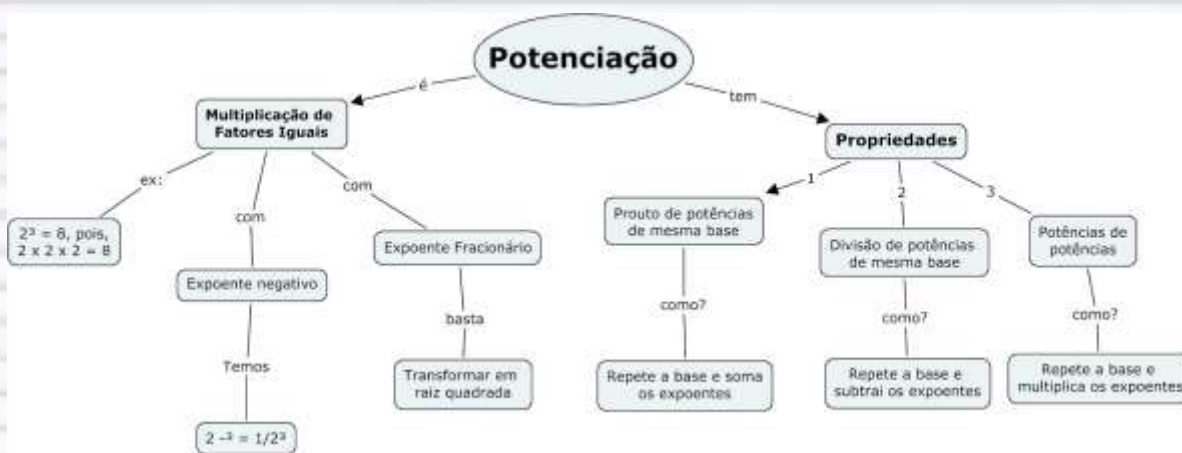 Potenciação
é
tem
Multiplicação de
Fatores Iguais
Propriedades
ex:
com
com
1
2
3
2³ = 8, pois,
2 x 2 x 2 = 8
Expoente negativo
Expoente Fracionário
Prouto de potências
de mesma base
Divisão de potências
de mesma base
Potências de
potências
Temos
basta
como?
como?
como?
2 -³ = 1/2³
Transformar em
raiz quadrada
Repete a base e soma
os expoentes
Repete a base e
subtrai os expoentes
Repete a base e
multiplica os expoentes